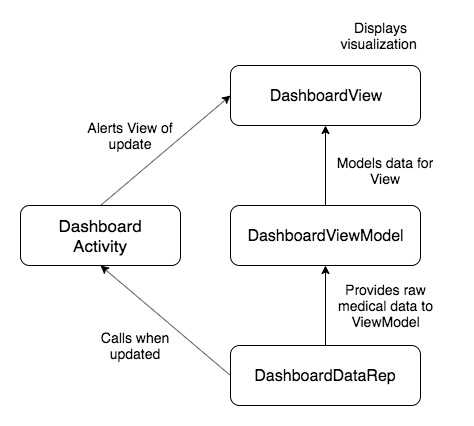 Displays
visualization
DashboardView
Alerts View of
update
Models data for
View
Dashboard
Activity
DashboardViewModel
Provides raw
medical data to
ViewModel
Calls when
updated
DashboardDataRep